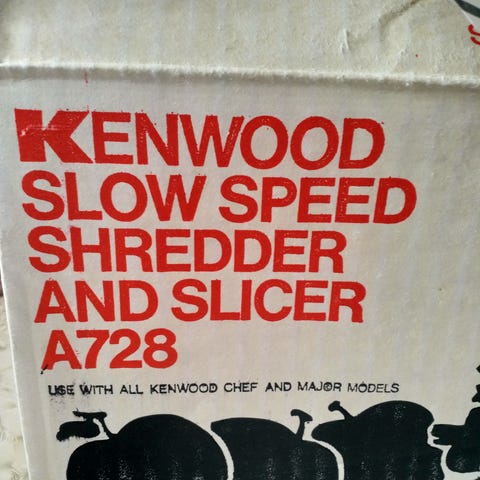 KENWOOD
SLOW SPEED
SHREDDER
AND SLICER
A728
USE WITH ALL KENWOOD CHEF AND MAJOR MODELS